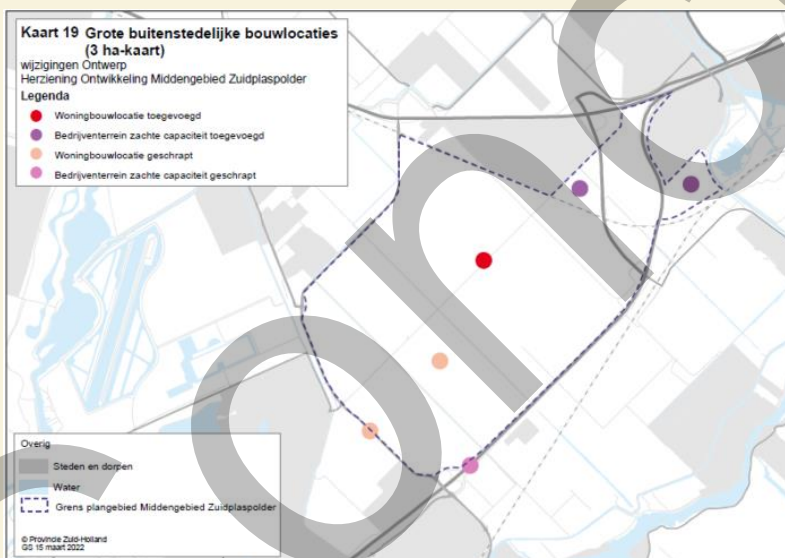 Kaart 19 Grote buitenstedelijke bouwlocaties
(3 ha-kaart)
wijzigingen Ontwerp
Herziening Ontwikkeling Middengebied Zuidplaspolder
Legenda
Woningbouwlocatie toegevoegd
Bedrijventerrein zachte capaciteit toegevoegd
Woningbouwlocatie geschrapt
Bedrijventerrein zachte capaciteit geschrapt
Overig
Steden en dorpen
Water
Grens plangebied Middengebied Zuidplaspolder
© Provincie Zuid-Holland
GS 15 maart 2022